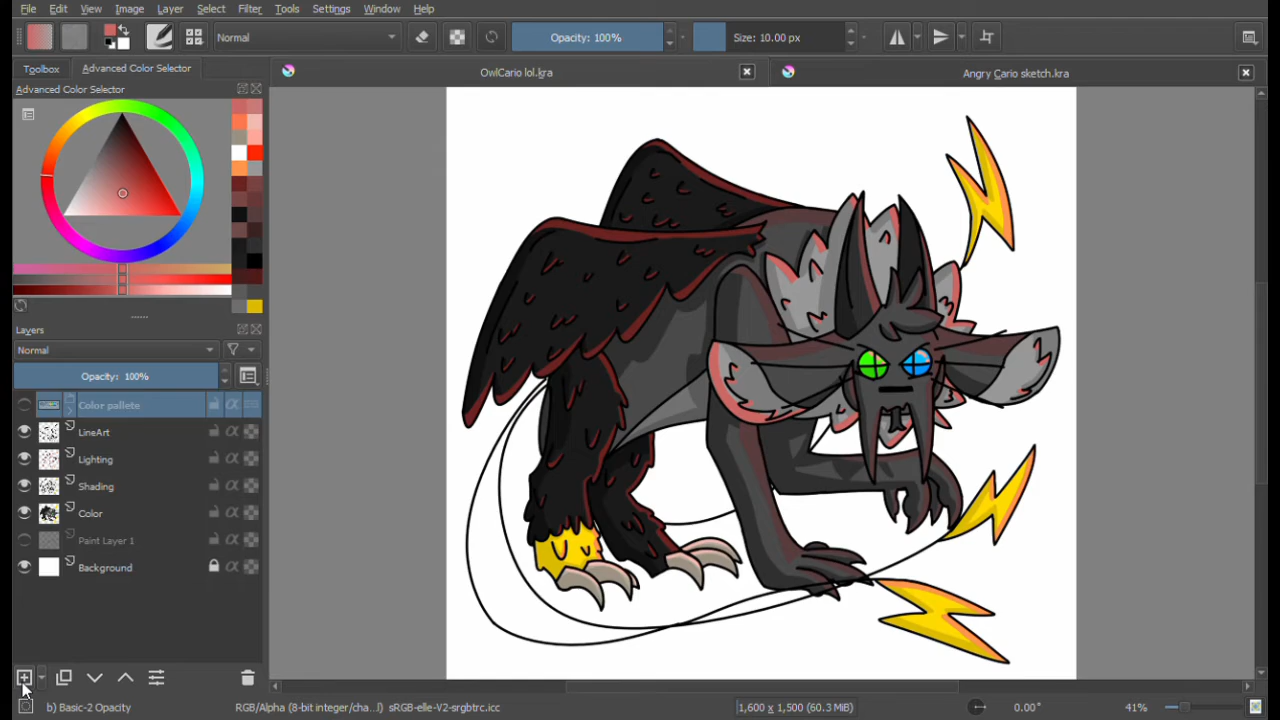 File Edit View Image Layer Select Filter Tools Settings Window Help
Normal Opacity: 100% Size: 10.00 px
Toolbox Advanced Color Selector OwlCario lol.kra Angry Cario sketch.kra
Advanced Color Selector
Layers
Normal
Opacity: 100%
Color pallete
LineArt
Lighting
Shading
Color
Paint Layer 1
Background
b) Basic-2 Opacity RGB/Alpha (8-bit integer/cha...l) sRGB-elle-V2-srgbtrc.icc 1,600 x 1,500 (60.3 MiB) 0.00° 41%